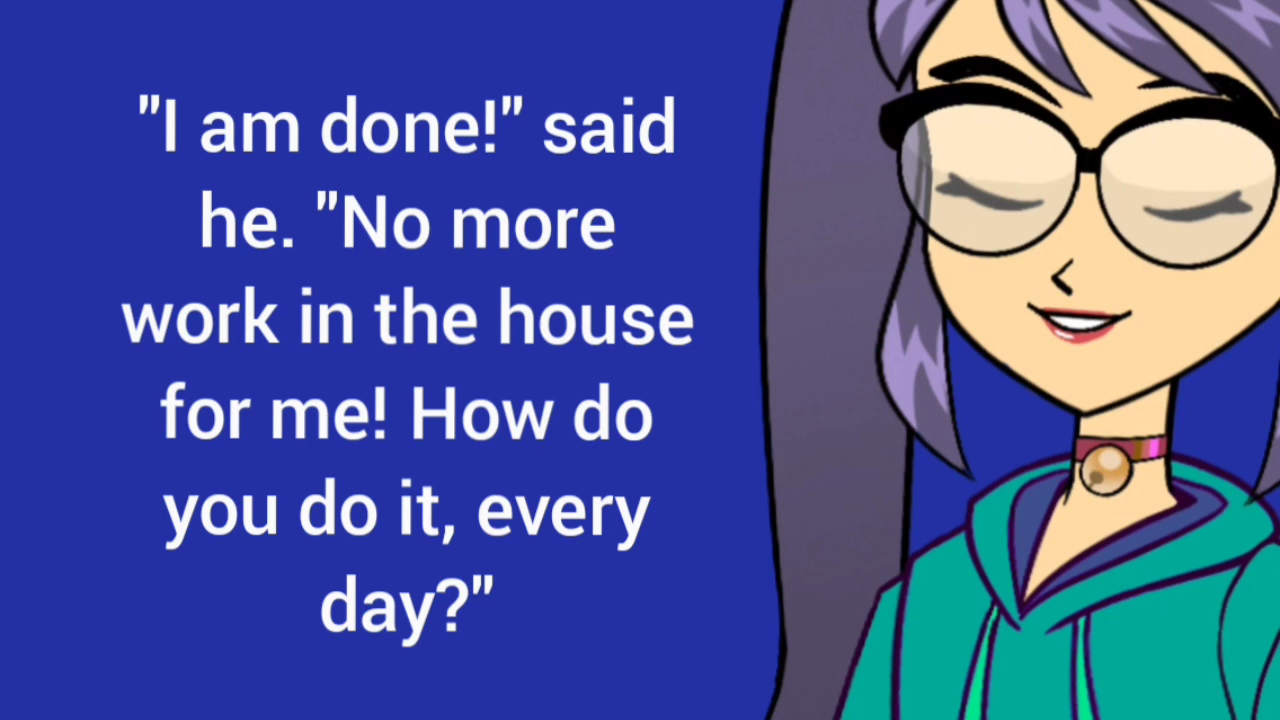 "I am done!" said
he. "No more
work in the house
for me! How do
you do it, every
day?"